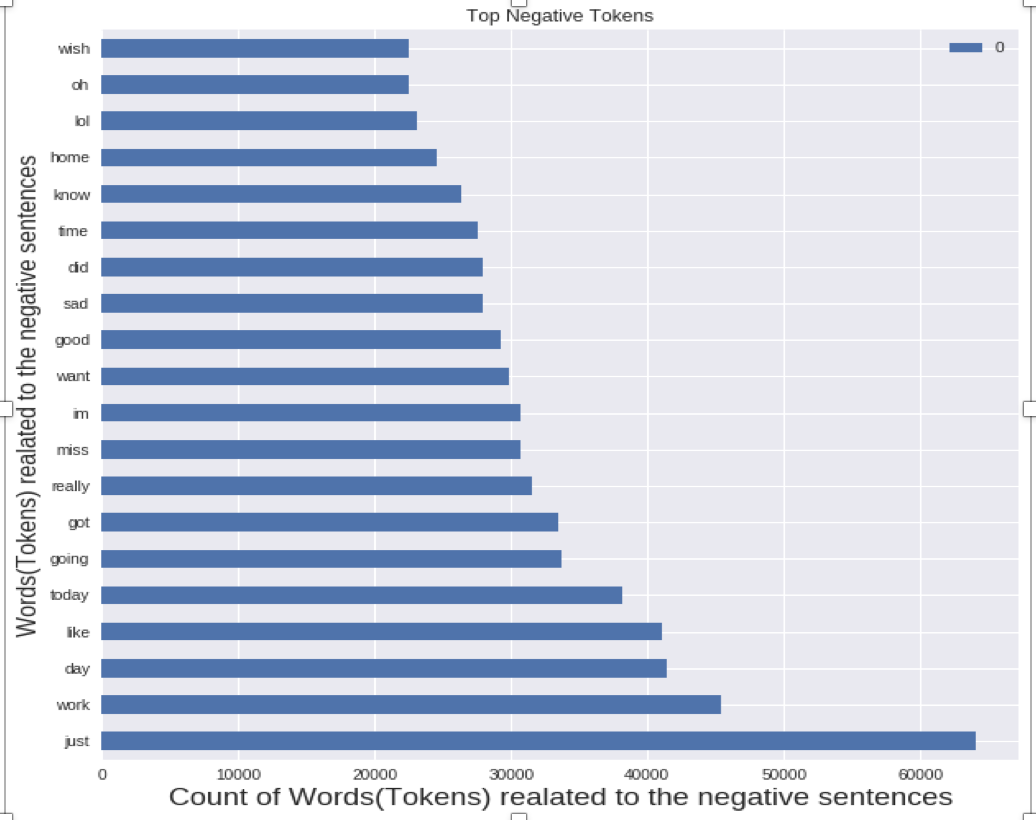 Top Negative Tokens
0
Words(Tokens) realated to the negative sentences
wish
oh
lol
home
know
time
did
sad
good
want
im
miss
really
got
going
today
like
day
work
just
0 10000 20000 30000 40000 50000 60000
Count of Words(Tokens) realated to the negative sentences